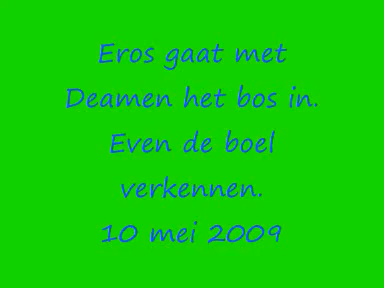 Eros gaat met
Deamen het bos in.
Even de boel
verkennen.
10 mei 2009